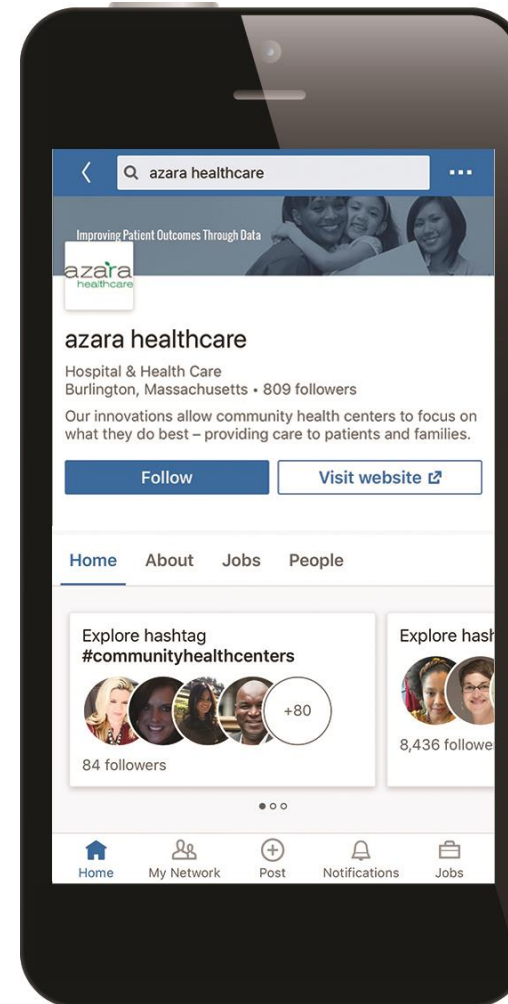 azara healthcare
Improving Patient Outcomes Through Data
azara
healthcare
azara healthcare
Hospital & Health Care
Burlington, Massachusetts • 809 followers
Our innovations allow community health centers to focus on
what they do best – providing care to patients and families.
Follow
Visit website
Home About Jobs People
Explore hashtag
#communityhealthcenters
+80
84 followers
Explore hash
8,436 followe
Home My Network Post Notifications Jobs